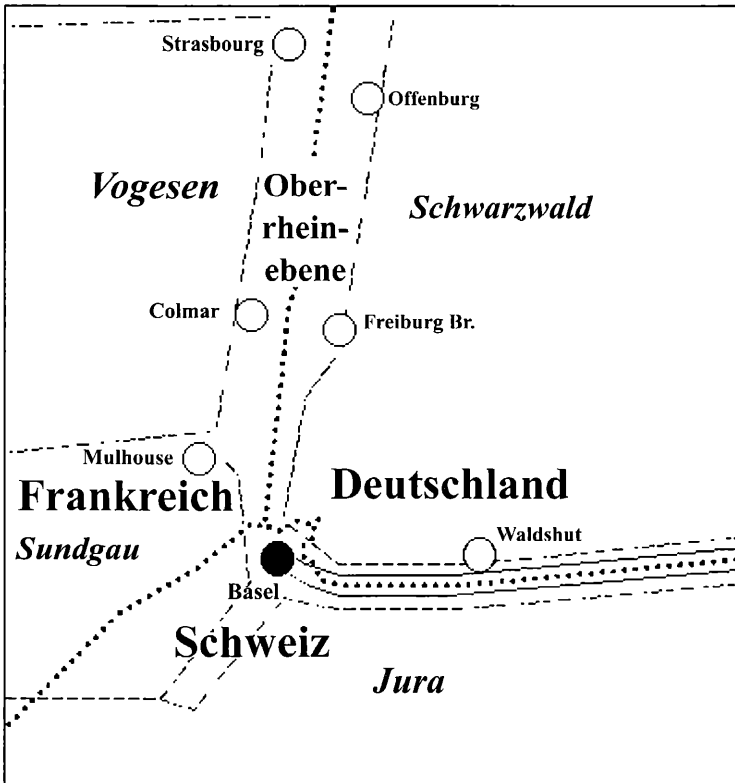 Strasbourg
Offenburg
Vogesen
Ober-
rhein-
ebene
Schwarzwald
Colmar
Freiburg Br.
Mulhouse
Frankreich
Deutschland
Sundgau
Waldshut
Basel
Schweiz
Jura